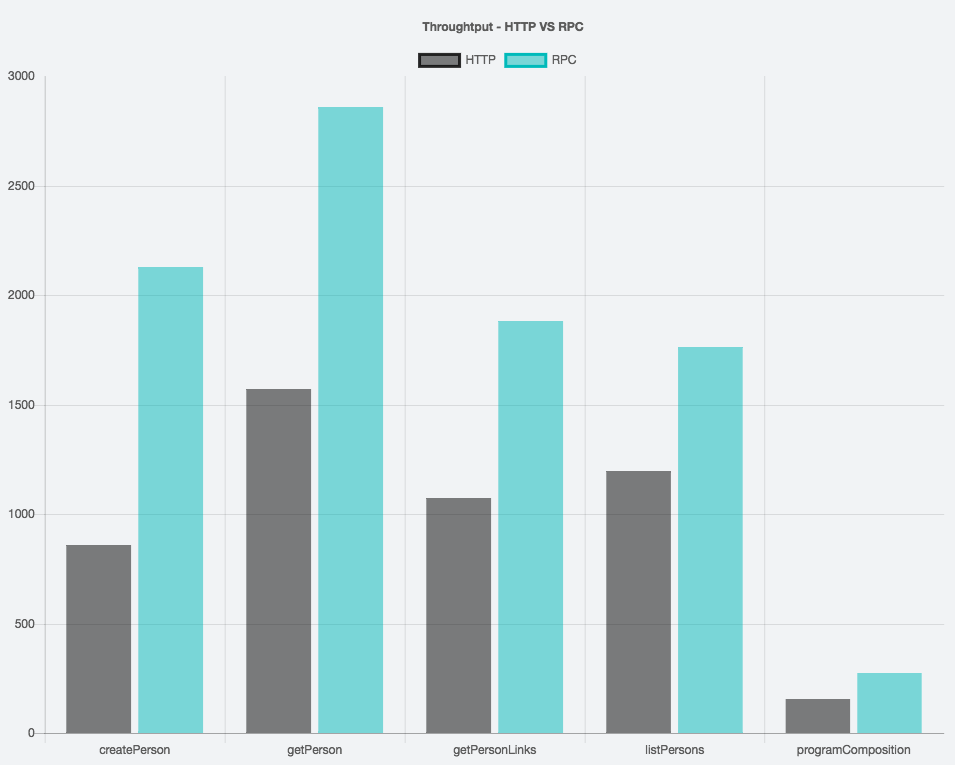 Throughtput - HTTP VS RPC
HTTP RPC
3000
2500
2000
1500
1000
500
0
createPerson getPerson getPersonLinks listPersons programComposition